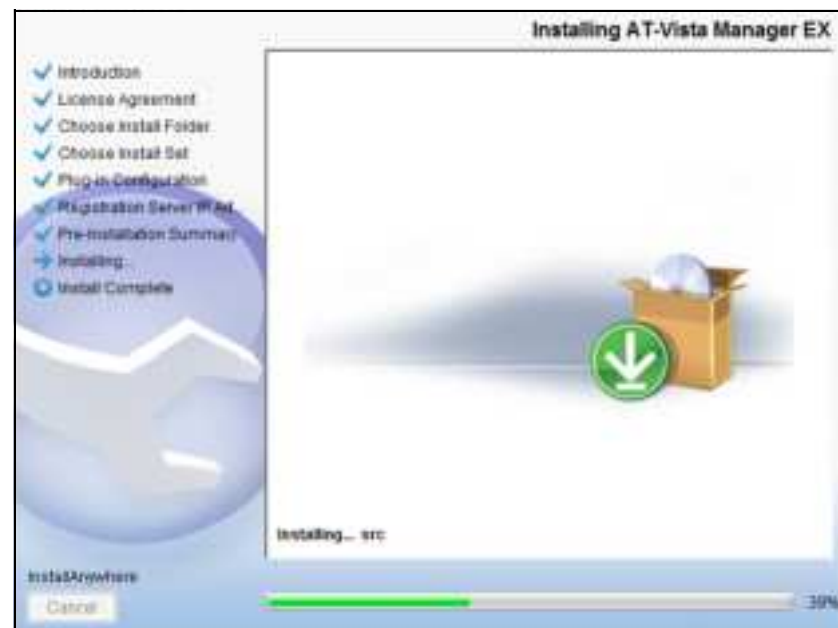 Installing AT-Vista Manager EX
Introduction
License Agreement
Choose Install Folder
Choose Install Set
Plug-in Configuration
Registration Server IP Ad
Pre-Installation Summary
Installing...
Install Complete
Installing... src
InstallAnywhere
Cancel
39%